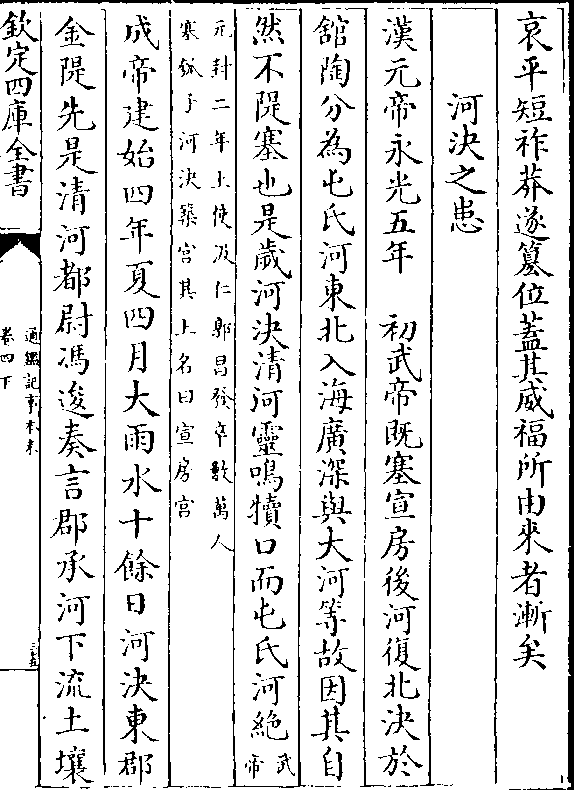 哀平短祚莽遂簒位蓋其威福所由來者漸矣
河決之患
漢元帝永光五年　初武帝既塞宣房後河復北決於
舘陶分為屯氏河東北入海廣深與大河等故因其自
然不隄塞也是歲河決清河靈鳴犢口而屯氏河絶武帝
元封二年上使汲仁郭昌發卒數萬人
塞瓠子河決築宮其上名曰宣房宫
成帝建始四年夏四月大雨水十餘日河決東郡
金隄先是清河都尉馮逡奏言郡承河下流土壤
欽定四庫全書
通鑑記事本末
卷四下